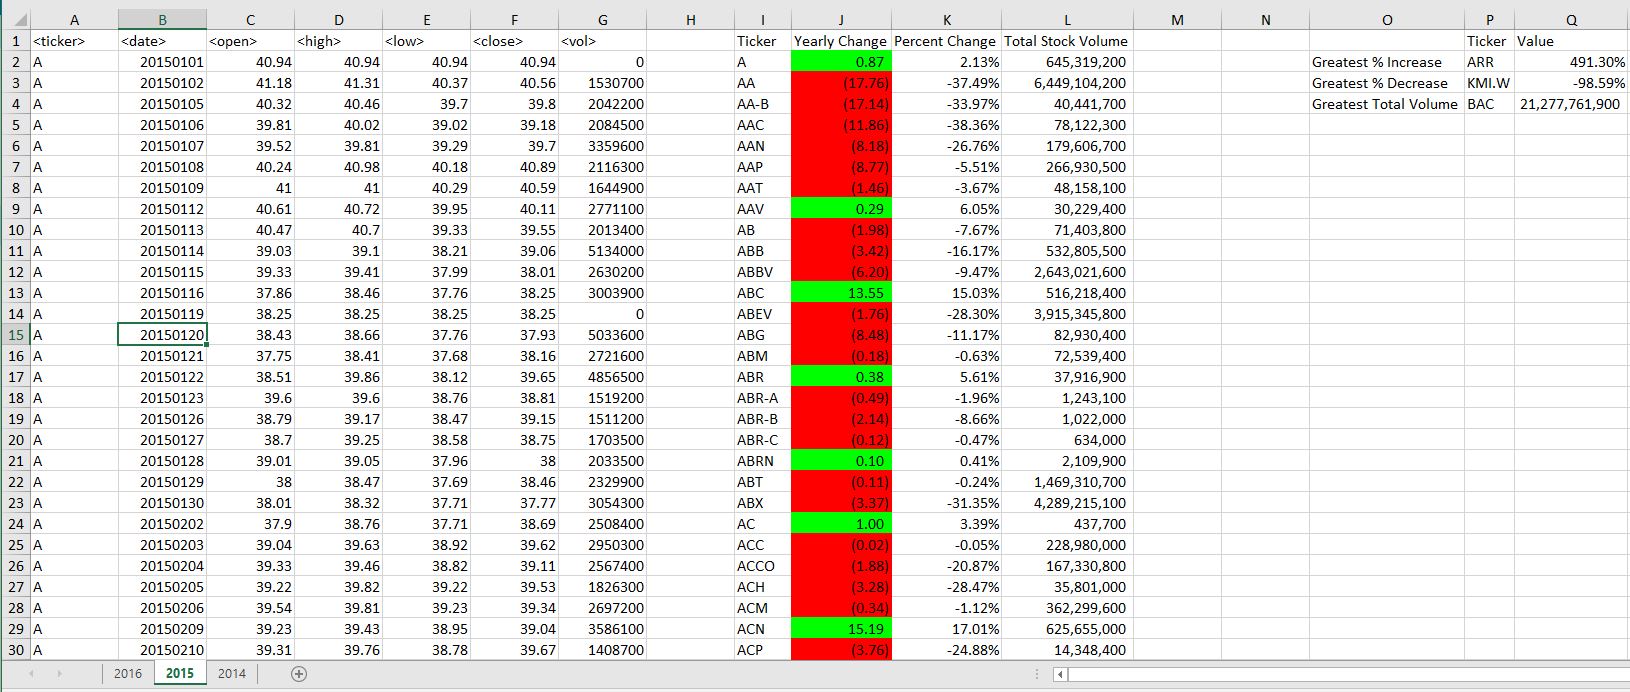 A B C D E F G H I J K L M N O P Q
1 <ticker> <date> <open> <high> <low> <close> <vol> Ticker Yearly Change Percent Change Total Stock Volume Ticker Value
2 A 20150101 40.94 40.94 40.94 40.94 0 A 0.87 2.13% 645,319,200 Greatest % Increase ARR 491.30%
3 A 20150102 41.18 41.31 40.37 40.56 1530700 AA (17.76) -37.49% 6,449,104,200 Greatest % Decrease KMI.W -98.59%
4 A 20150105 40.32 40.46 39.7 39.8 2042200 AA-B (17.14) -33.97% 40,441,700 Greatest Total Volume BAC 21,277,761,900
5 A 20150106 39.81 40.02 39.02 39.18 2084500 AAC (11.86) -38.36% 78,122,300
6 A 20150107 39.52 39.81 39.29 39.7 3359600 AAN (8.18) -26.76% 179,606,700
7 A 20150108 40.24 40.98 40.18 40.89 2116300 AAP (8.77) -5.51% 266,930,500
8 A 20150109 41 41 40.29 40.59 1644900 AAT (1.46) -3.67% 48,158,100
9 A 20150112 40.61 40.72 39.95 40.11 2771100 AAV 0.29 6.05% 30,229,400
10 A 20150113 40.47 40.7 39.33 39.55 2013400 AB (1.98) -7.67% 71,403,800
11 A 20150114 39.03 39.1 38.21 39.06 5134000 ABB (3.42) -16.17% 532,805,500
12 A 20150115 39.33 39.41 37.99 38.01 2630200 ABBV (6.20) -9.47% 2,643,021,600
13 A 20150116 37.86 38.46 37.76 38.25 3003900 ABC 13.55 15.03% 516,218,400
14 A 20150119 38.25 38.25 38.25 38.25 0 ABEV (1.76) -28.30% 3,915,345,800
15 A 20150120 38.43 38.66 37.76 37.93 5033600 ABG (8.48) -11.17% 82,930,400
16 A 20150121 37.75 38.41 37.68 38.16 2721600 ABM (0.18) -0.63% 72,539,400
17 A 20150122 38.51 39.86 38.12 39.65 4856500 ABR 0.38 5.61% 37,916,900
18 A 20150123 39.6 39.6 38.76 38.81 1519200 ABR-A (0.49) -1.96% 1,243,100
19 A 20150126 38.79 39.17 38.47 39.15 1511200 ABR-B (2.14) -8.66% 1,022,000
20 A 20150127 38.7 39.25 38.58 38.75 1703500 ABR-C (0.12) -0.47% 634,000
21 A 20150128 39.01 39.05 37.96 38 2033500 ABRN 0.10 0.41% 2,109,900
22 A 20150129 38 38.47 37.69 38.46 2329900 ABT (0.11) -0.24% 1,469,310,700
23 A 20150130 38.01 38.32 37.71 37.77 3054300 ABX (3.37) -31.35% 4,289,215,100
24 A 20150202 37.9 38.76 37.71 38.69 2508400 AC 1.00 3.39% 437,700
25 A 20150203 39.04 39.63 38.92 39.62 2950300 ACC (0.02) -0.05% 228,980,000
26 A 20150204 39.33 39.46 38.82 39.11 2567400 ACCO (1.88) -20.87% 167,330,800
27 A 20150205 39.22 39.82 39.22 39.53 1826300 ACH (3.28) -28.47% 35,801,000
28 A 20150206 39.54 39.81 39.23 39.34 2697200 ACM (0.34) -1.12% 362,299,600
29 A 20150209 39.23 39.43 38.95 39.04 3586100 ACN 15.19 17.01% 625,655,000
30 A 20150210 39.31 39.76 38.78 39.67 1408700 ACP (3.76) -24.88% 14,348,400
2016 2015 2014